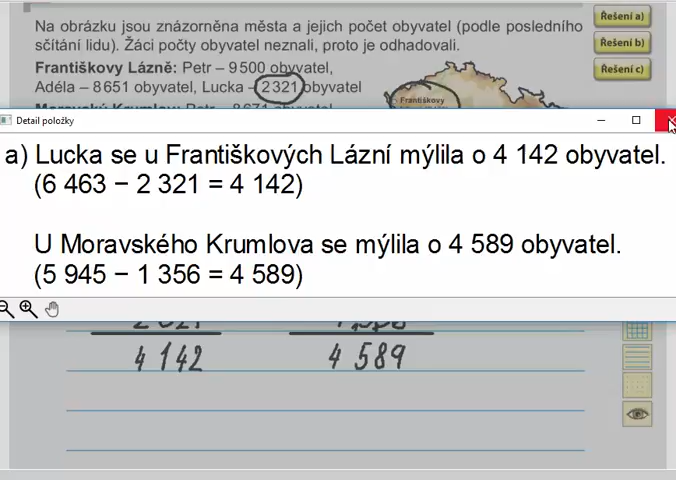 Na obrázku jsou znázorněna města a jejich počet obyvatel (podle posledního
sčítání lidu). Žáci počty obyvatel neznali, proto je odhadovali.
Františkovy Lázně: Petr – 9 500 obyvatel,
Adéla – 8 651 obyvatel, Lucka – 2 321 obyvatel
Řešení a)
Řešení b)
Řešení c)
Františkovy
Detail položky
a) Lucka se u Františkových Lázní mýlila o 4 142 obyvatel.
(6 463 − 2 321 = 4 142)
U Moravského Krumlova se mýlila o 4 589 obyvatel.
(5 945 − 1 356 = 4 589)
4 142
4 589